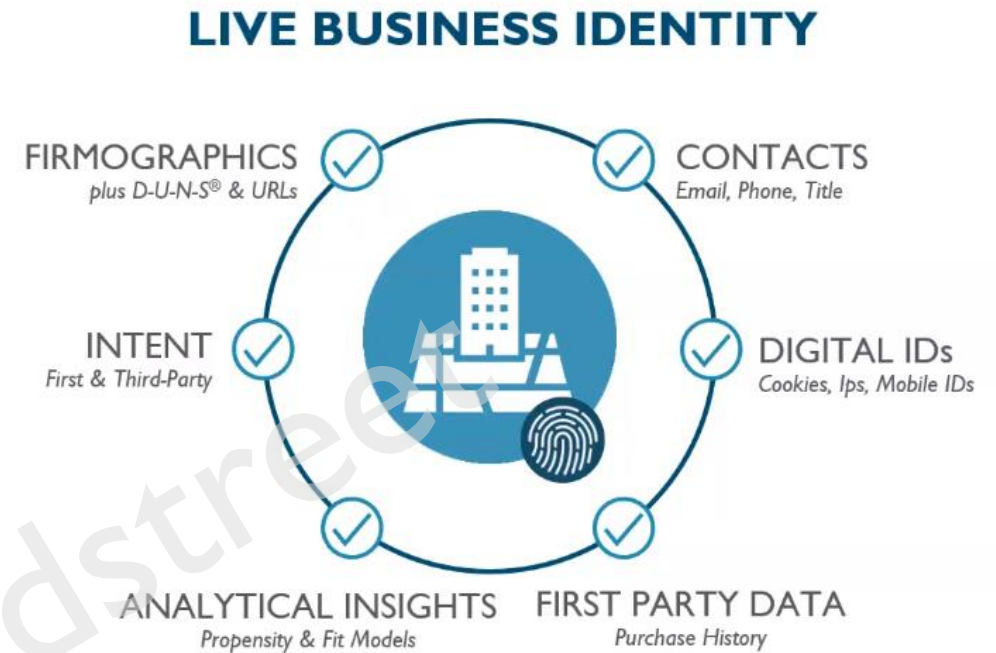 LIVE BUSINESS IDENTITY
FIRMOGRAPHICS
plus D-U-N-S® & URLs
CONTACTS
Email, Phone, Title
INTENT
First & Third-Party
DIGITAL IDs
Cookies, Ips, Mobile IDs
ANALYTICAL INSIGHTS
Propensity & Fit Models
FIRST PARTY DATA
Purchase History
dstreet